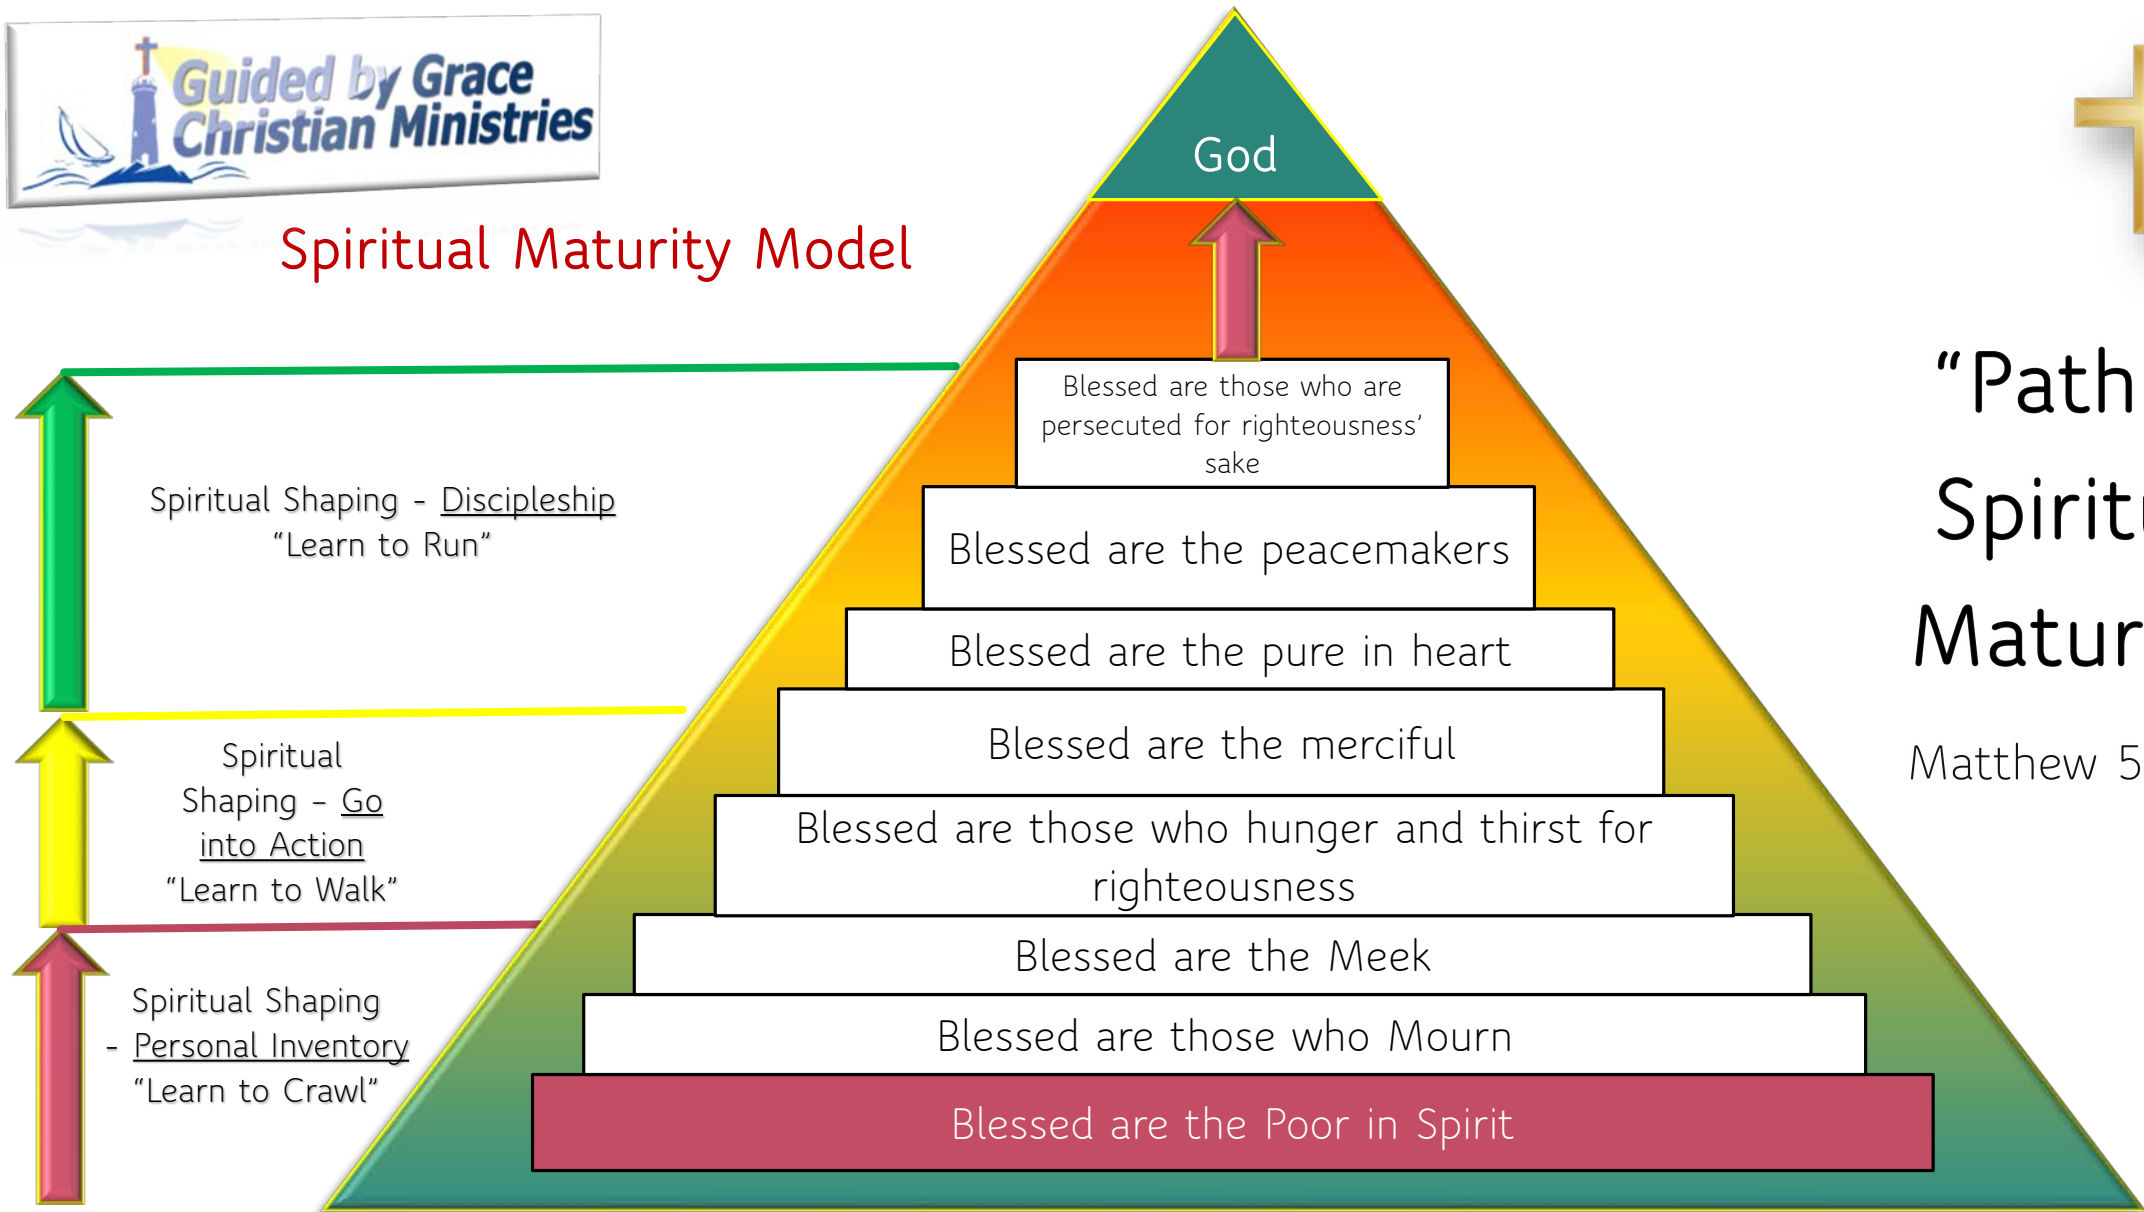 Guided by Grace
Christian Ministries
Spiritual Maturity Model
God
Blessed are those who are
persecuted for righteousness’
sake
Blessed are the peacemakers
Blessed are the pure in heart
Blessed are the merciful
Blessed are those who hunger and thirst for
righteousness
Blessed are the Meek
Blessed are those who Mourn
Blessed are the Poor in Spirit
Spiritual Shaping - Discipleship
“Learn to Run”
Spiritual
Shaping – Go
into Action
“Learn to Walk”
Spiritual Shaping
- Personal Inventory
“Learn to Crawl”
“Path
Matthew 5